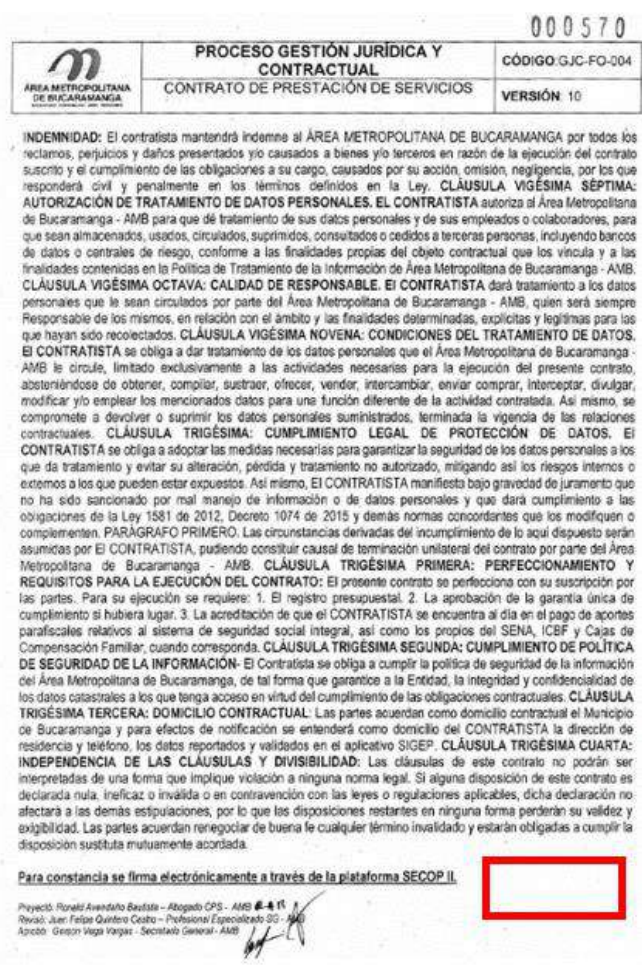 000570
ÁREA METROPOLITANA
DE BUCARAMANGA
PROCESO GESTIÓN JURÍDICA Y
CONTRACTUAL
CONTRATO DE PRESTACIÓN DE SERVICIOS
CÓDIGO:GJC-FO-004
VERSIÓN: 10
INDEMNIDAD: El contratista mantendrá indemne al ÁREA METROPOLITANA DE BUCARAMANGA por todos los
reclamos, perjuicios y daños presentados y/o causados a bienes y/o terceros en razón de la ejecución del contrato
suscrito y el cumplimiento de las obligaciones a su cargo, causados por su acción, omisión, negligencia, por los que
responderá civil y penalmente en los términos definidos en la Ley. CLÁUSULA VIGÉSIMA SÉPTIMA:
AUTORIZACIÓN DE TRATAMIENTO DE DATOS PERSONALES. EL CONTRATISTA autoriza al Área Metropolitana
de Bucaramanga - AMB para que dé tratamiento de sus datos personales y de sus empleados o colaboradores, para
que sean almacenados, usados, circulados, suprimidos, consultados o cedidos a terceras personas, incluyendo bancos
de datos o centrales de riesgo, conforme a las finalidades propias del objeto contractual que los vincula y a las
finalidades contenidas en la Política de Tratamiento de la Información de Área Metropolitana de Bucaramanga - AMB.
CLÁUSULA VIGÉSIMA OCTAVA: CALIDAD DE RESPONSABLE. El CONTRATISTA dará tratamiento a los datos
personales que le sean circulados por parte del Área Metropolitana de Bucaramanga - AMB, quien será siempre
Responsable de los mismos, en relación con el ámbito y las finalidades determinadas, explícitas y legítimas para las
que hayan sido recolectados. CLÁUSULA VIGÉSIMA NOVENA: CONDICIONES DEL TRATAMIENTO DE DATOS.
El CONTRATISTA se obliga a dar tratamiento de los datos personales que el Área Metropolitana de Bucaramanga -
AMB le circule, limitado exclusivamente a las actividades necesarias para la ejecución del presente contrato,
absteniéndose de obtener, compilar, sustraer, ofrecer, vender, intercambiar, enviar comprar, interceptar, divulgar,
modificar y/o emplear los mencionados datos para una función diferente de la actividad contratada. Así mismo, se
compromete a devolver o suprimir los datos personales suministrados, terminada la vigencia de las relaciones
contractuales. CLÁUSULA TRIGÉSIMA: CUMPLIMIENTO LEGAL DE PROTECCIÓN DE DATOS. El
CONTRATISTA se obliga a adoptar las medidas necesarias para garantizar la seguridad de los datos personales a los
que da tratamiento y evitar su alteración, pérdida y tratamiento no autorizado, mitigando así los riesgos internos o
externos a los que pueden estar expuestos. Así mismo, El CONTRATISTA manifiesta bajo gravedad de juramento que
no ha sido sancionado por mal manejo de información o de datos personales y que dará cumplimiento a las
obligaciones de la Ley 1581 de 2012, Decreto 1074 de 2015 y demás normas concordantes que los modifiquen o
complementen. PARÁGRAFO PRIMERO. Las circunstancias derivadas del incumplimiento de lo aquí dispuesto serán
asumidas por El CONTRATISTA, pudiendo constituir causal de terminación unilateral del contrato por parte del Área
Metropolitana de Bucaramanga - AMB. CLÁUSULA TRIGÉSIMA PRIMERA: PERFECCIONAMIENTO Y
REQUISITOS PARA LA EJECUCIÓN DEL CONTRATO: El presente contrato se perfecciona con su suscripción por
las partes. Para su ejecución se requiere: 1. El registro presupuestal. 2. La aprobación de la garantía única de
cumplimiento si hubiera lugar. 3. La acreditación de que el CONTRATISTA se encuentra al día en el pago de aportes
parafiscales relativos al sistema de seguridad social integral, así como los propios del SENA, ICBF y Cajas de
Compensación Familiar, cuando corresponda. CLÁUSULA TRIGÉSIMA SEGUNDA: CUMPLIMIENTO DE POLÍTICA
DE SEGURIDAD DE LA INFORMACIÓN- El Contratista se obliga a cumplir la política de seguridad de la información
del Área Metropolitana de Bucaramanga, de tal forma que garantice a la Entidad, la integridad y confidencialidad de
los datos catastrales a los que tenga acceso en virtud del cumplimiento de las obligaciones contractuales. CLÁUSULA
TRIGÉSIMA TERCERA: DOMICILIO CONTRACTUAL: Las partes acuerdan como domicilio contractual el Municipio
de Bucaramanga y para efectos de notificación se entenderá como domicilio del CONTRATISTA la dirección de
residencia y teléfono, los datos reportados y validados en el aplicativo SIGEP. CLÁUSULA TRIGÉSIMA CUARTA:
INDEPENDENCIA DE LAS CLÁUSULAS Y DIVISIBILIDAD: Las cláusulas de este contrato no podrán ser
interpretadas de una forma que implique violación a ninguna norma legal. Si alguna disposición de este contrato es
declarada nula, ineficaz o inválida o en contravención con las leyes o regulaciones aplicables, dicha declaración no
afectará a las demás estipulaciones, por lo que las disposiciones restantes en ninguna forma perderán su validez y
exigibilidad. Las partes acuerdan renegociar de buena fe cualquier término invalidado y estarán obligadas a cumplir la
disposición sustituta mutuamente acordada.
Para constancia se firma electrónicamente a través de la plataforma SECOP II.
Proyectó: Ronald Avendaño Bautista – Abogado CPS - AMB
Revisó: Juan Felipe Quintero Castro – Profesional Especializado SG - AMB
Aprobó: Gerson Vega Vargas - Secretario General - AMB